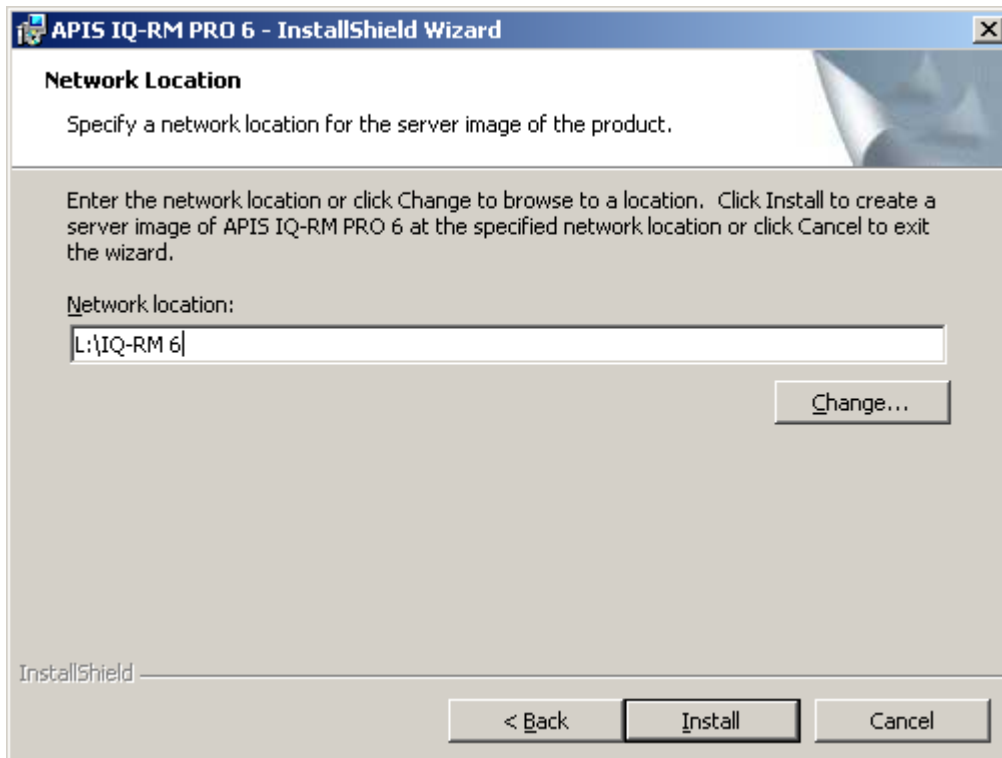 APIS IQ-RM PRO 6 - InstallShield Wizard
Network Location
Specify a network location for the server image of the product.
Enter the network location or click Change to browse to a location.  Click Install to create a
server image of APIS IQ-RM PRO 6 at the specified network location or click Cancel to exit
the wizard.
Network location:
L:\IQ-RM 6
Change...
InstallShield
< Back
Install
Cancel